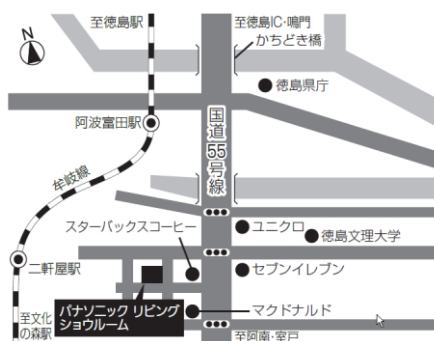 至徳島駅
至徳島IC・鳴門
N
かちどき橋
徳島県庁
阿波富田駅
国道55号線
牟岐線
スターバックスコーヒー
ユニクロ
徳島文理大学
二軒屋駅
セブンイレブン
パナソニック リビング
ショウルーム
マクドナルド
至文化
の森駅
至阿南・室戸